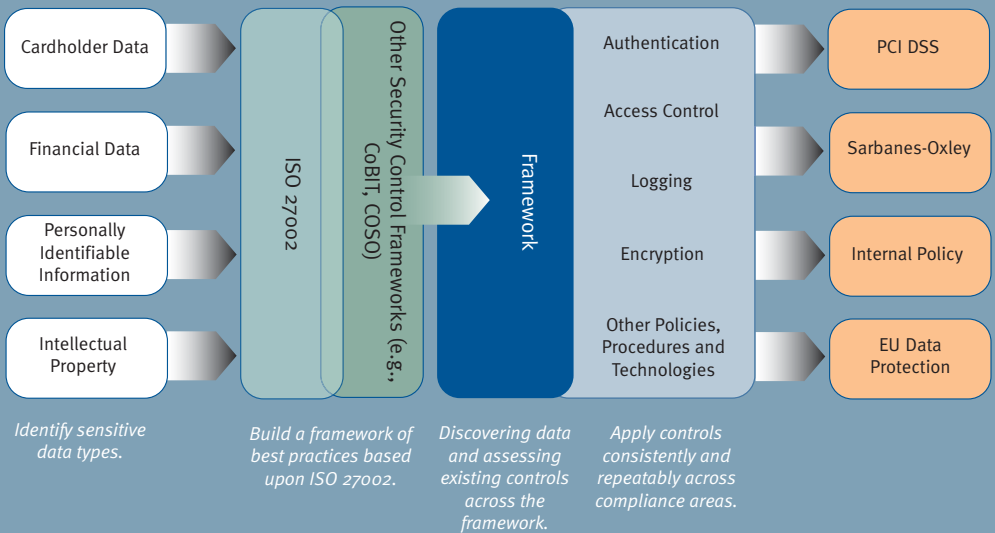 Cardholder Data
Financial Data
Personally
Identifiable
Information
Intellectual
Property
Identify sensitive
data types.
ISO 27002
Other Security Control Frameworks (e.g.,
CoBIT, COSO)
Build a framework of
best practices based
upon ISO 27002.
Framework
Discovering data
and assessing
existing controls
across the
framework.
Authentication
Access Control
Logging
Encryption
Other Policies,
Procedures and
Technologies
Apply controls
consistently and
repeatably across
compliance areas.
PCI DSS
Sarbanes-Oxley
Internal Policy
EU Data
Protection